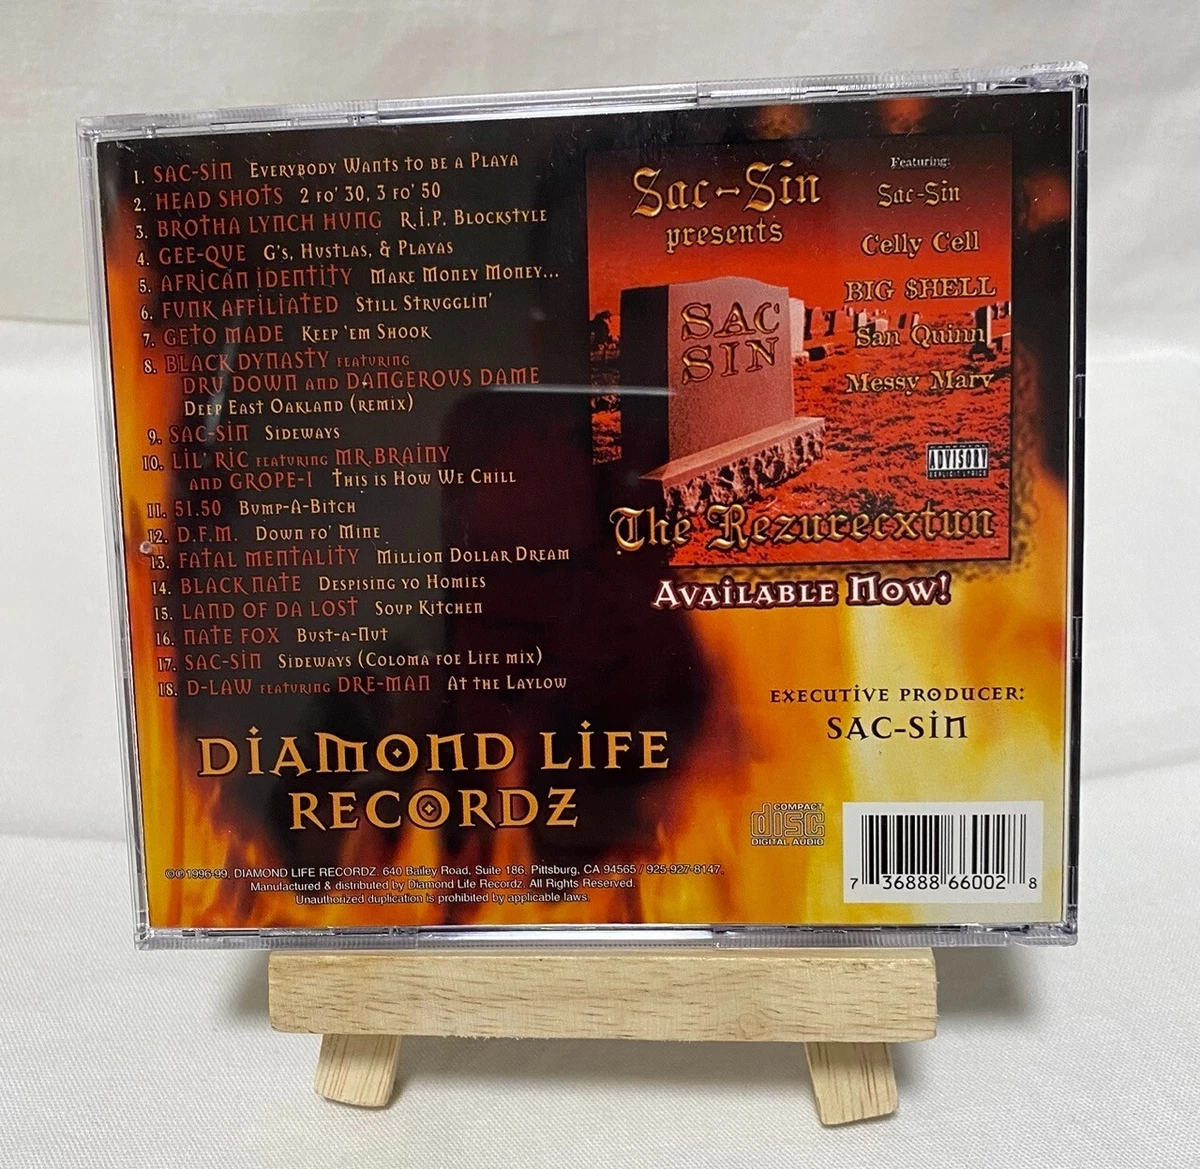 1. SAC-SIN EVERYBODY WANTS TO BE A PLAYA
2. HEAD SHOTS 2 FO' 30, 3 FO' 50
3. BROTHA LYNCH HUNG R.I.P. BLOCKSTYLE
4. GEE-QUE G'S, HUSTLAS, & PLAYAS
5. AFRICAN IDENTITY MAKE MONEY MONEY...
6. FUNK AFFILIATED STILL STRUGGLIN'
7. GETO MADE KEEP 'EM SHOOK
8. BLACK DYNASTY FEATURING
DRU DOWN AND DANGEROUS DAME
DEEP EAST OAKLAND (REMIX)
9. SAC-SIN SIDEWAYS
10. LIL' RIC FEATURING MR.BRAINY
AND GROPE-I THIS IS HOW WE CHILL
11. 51.50 BUMP-A-BITCH
12. D.F.M. DOWN FO' MINE
13. FATAL MENTALITY MILLION DOLLAR DREAM
14. BLACK NATE DESPISING YO HOMIES
15. LAND OF DA LOST SOUP KITCHEN
16. NATE FOX BUST-A-NUT
17. SAC-SIN SIDEWAYS (COLOMA FOE LIFE MIX)
18. D-LAW FEATURING DRE-MAN AT THE LAYLOW
DIAMOND LIFE
RECORDZ
©℗1996-99, DIAMOND LIFE RECORDZ. 640 Bailey Road, Suite 186, Pittsburg, CA 94565 / 925-927-8147.
Manufactured & distributed by Diamond Life Recordz. All Rights Reserved.
Unauthorized duplication is prohibited by applicable laws.
Sac-Sin
presents
Featuring:
Sac-Sin
Celly Cell
BIG $HELL
San Quinn
Messy Marv
SAC
SIN
PARENTAL
ADVISORY
EXPLICIT LYRICS
The Rezurecxtun
AVAILABLE NOW!
EXECUTIVE PRODUCER:
SAC-SIN
COMPACT
disc
DIGITAL AUDIO
7 36888 66002 8